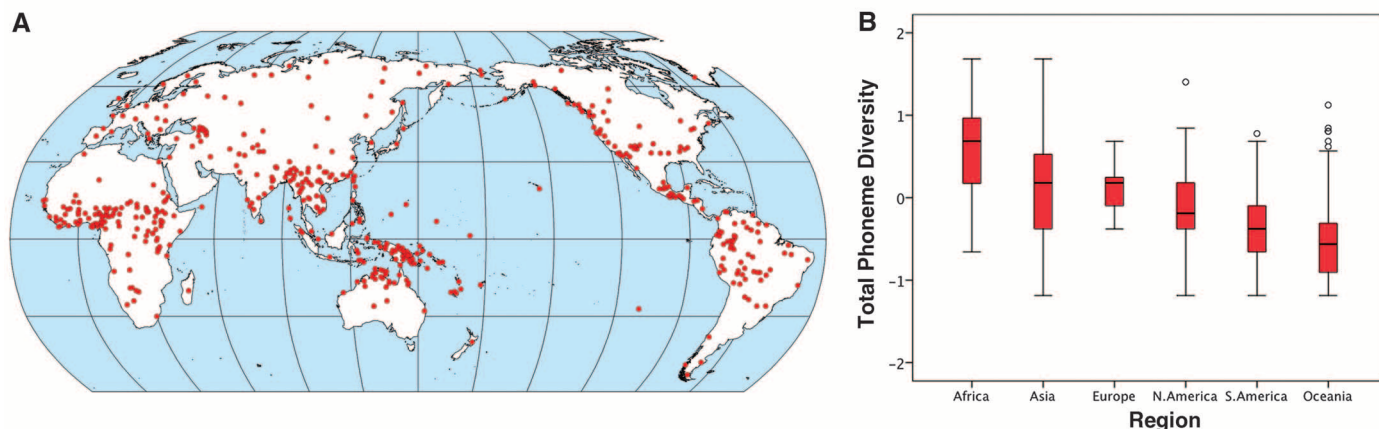 A
B
Total Phoneme Diversity
2
1
0
−1
−2
Africa
Asia
Europe
N.America
S.America
Oceania
Region